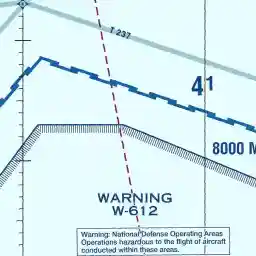 T 237
41
8000 M
WARNING
W-612
Warning: National Defense Operating Areas
Operations hazardous to the flight of aircraft
conducted within these areas.